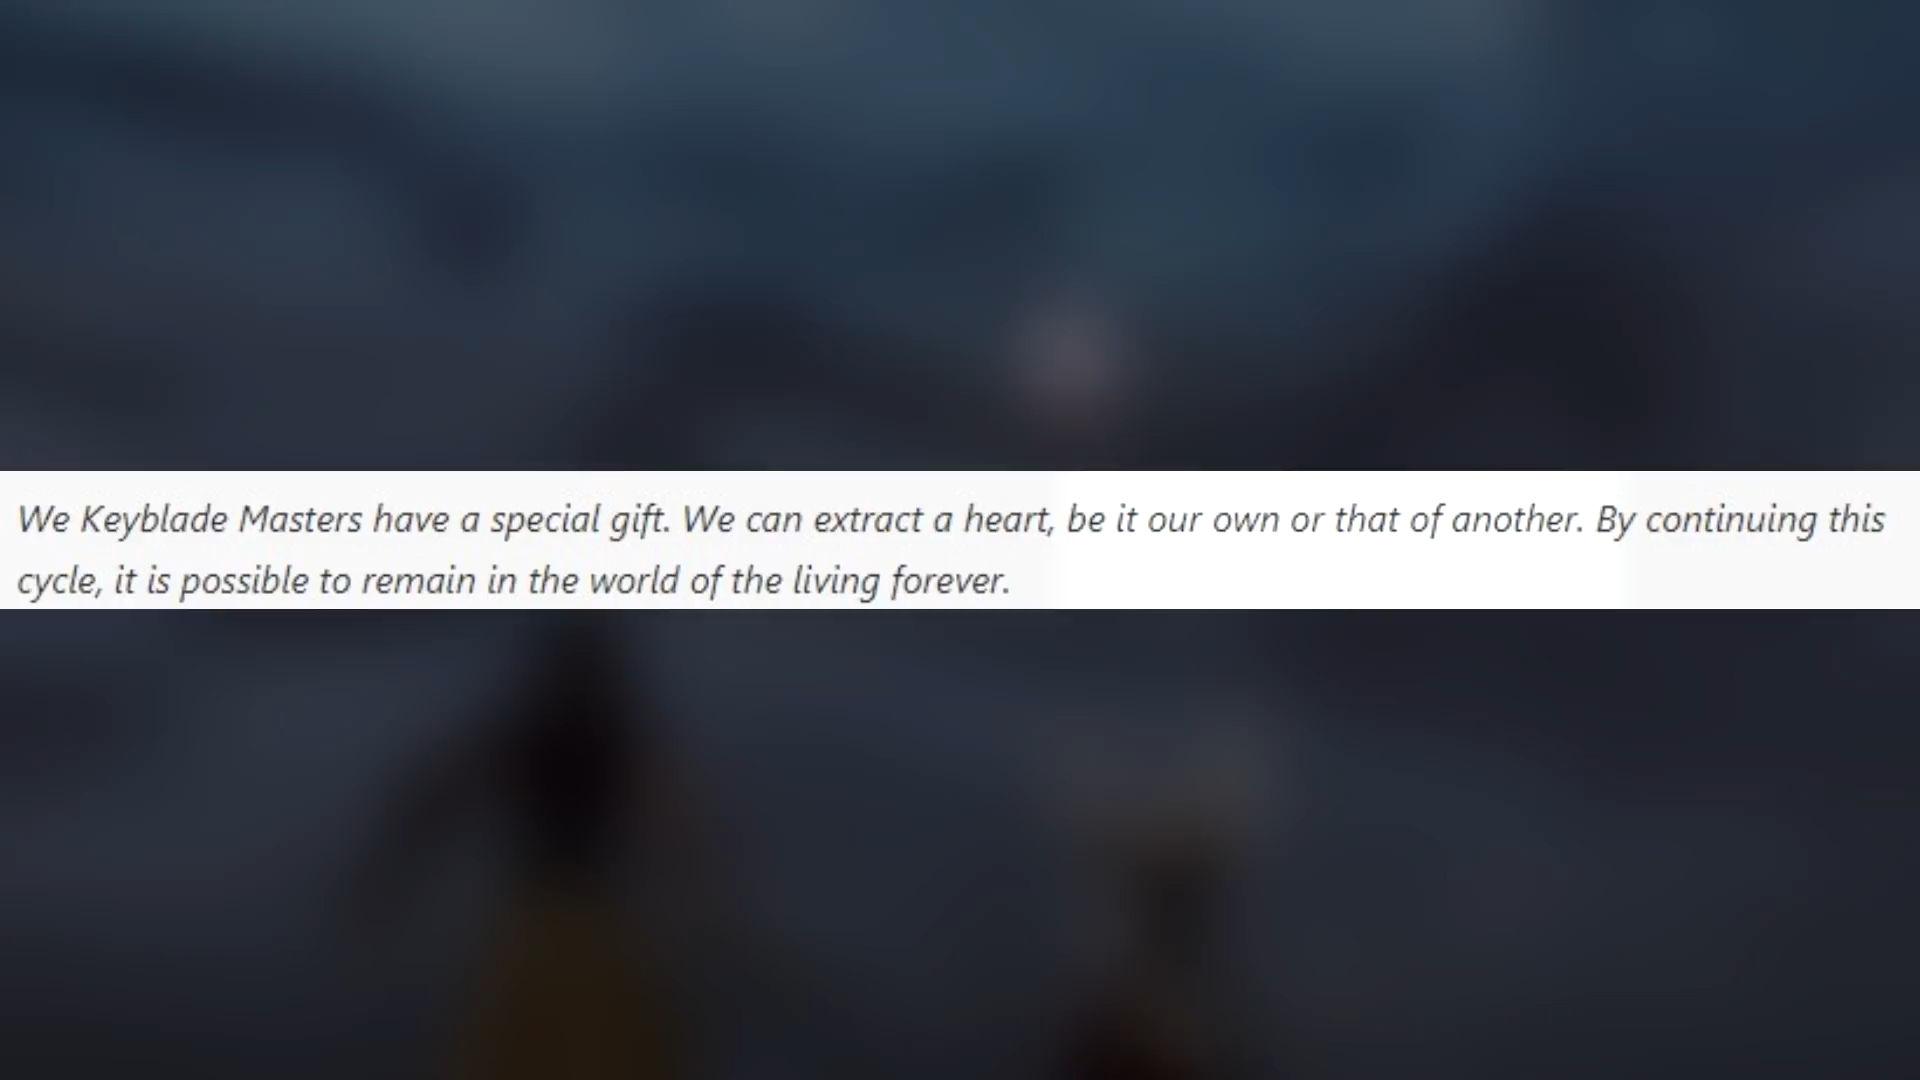 We Keyblade Masters have a special gift. We can extract a heart, be it our own or that of another. By continuing this
cycle, it is possible to remain in the world of the living forever.